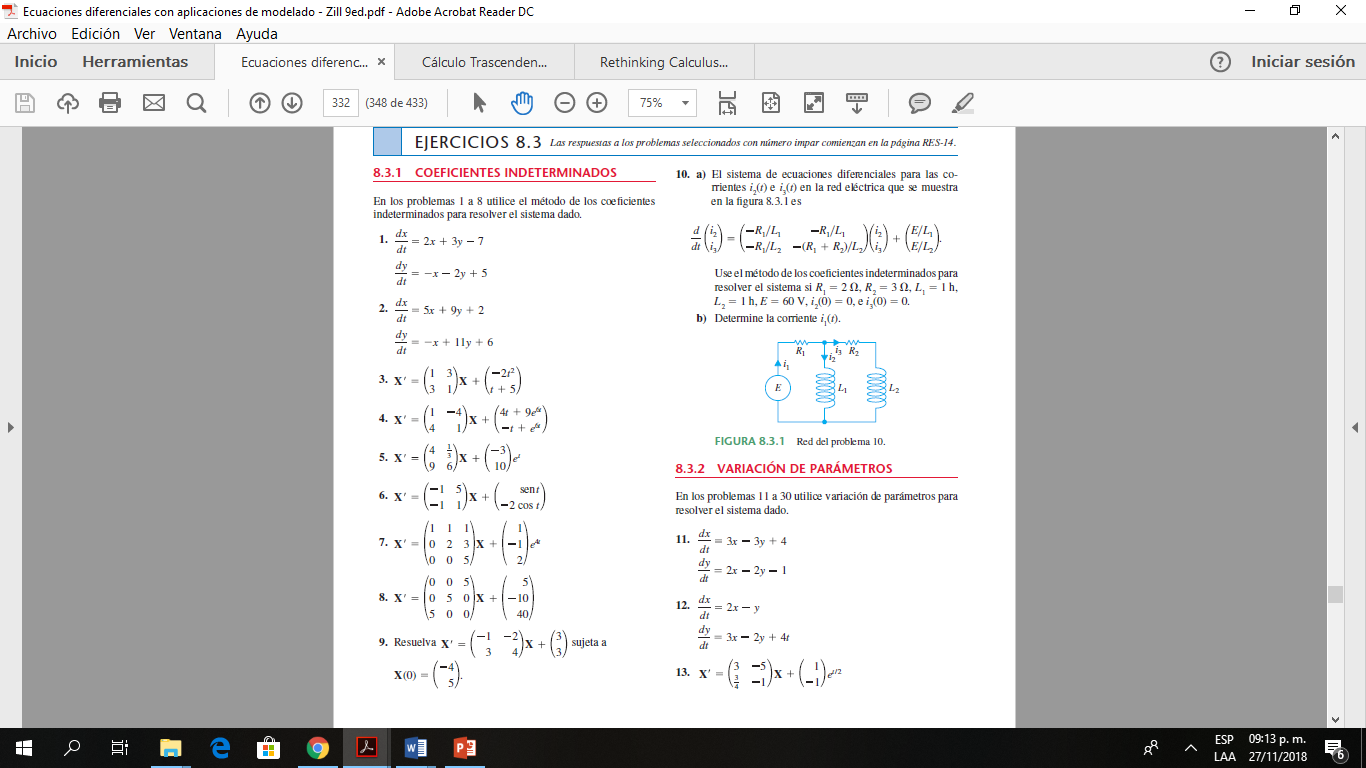 Ecuaciones diferenciales con aplicaciones de modelado - Zill 9ed.pdf - Adobe Acrobat Reader DC
Archivo Edición Ver Ventana Ayuda
Inicio Herramientas Ecuaciones diferenc... × Cálculo Trascenden... Rethinking Calculus... Iniciar sesión
332 (348 de 433) 75%
EJERCICIOS 8.3 Las respuestas a los problemas seleccionados con número impar comienzan en la página RES-14.
8.3.1 COEFICIENTES INDETERMINADOS
En los problemas 1 a 8 utilice el método de los coeficientes
indeterminados para resolver el sistema dado.
1. dx/dt = 2x + 3y − 7
dy/dt = −x − 2y + 5
2. dx/dt = 5x + 9y + 2
dy/dt = −x + 11y + 6
3. X′ = (1 3; 3 1)X + (−2t²; t + 5)
4. X′ = (1 −4; 4 1)X + (4t + 9e⁶ᵗ; −t + e⁶ᵗ)
5. X′ = (4 1/3; 9 6)X + (−3; 10)eᵗ
6. X′ = (−1 5; −1 1)X + (sen t; −2 cos t)
7. X′ = (1 1 1; 0 2 3; 0 0 5)X + (1; −1; 2)e⁴ᵗ
8. X′ = (0 0 5; 0 5 0; 5 0 0)X + (5; −10; 40)
9. Resuelva X′ = (−1 −2; 3 4)X + (3; 3) sujeta a
X(0) = (−4; 5).
10. a) El sistema de ecuaciones diferenciales para las co-
rrientes i₂(t) e i₃(t) en la red eléctrica que se muestra
en la figura 8.3.1 es
d/dt (i₂; i₃) = (−R₁/L₁ −R₁/L₁; −R₁/L₂ −(R₁ + R₂)/L₂)(i₂; i₃) + (E/L₁; E/L₂).
Use el método de los coeficientes indeterminados para
resolver el sistema si R₁ = 2 Ω, R₂ = 3 Ω, L₁ = 1 h,
L₂ = 1 h, E = 60 V, i₂(0) = 0, e i₃(0) = 0.
b) Determine la corriente i₁(t).
R₁ i₃ R₂
i₁ i₂
E L₁ L₂
FIGURA 8.3.1 Red del problema 10.
8.3.2 VARIACIÓN DE PARÁMETROS
En los problemas 11 a 30 utilice variación de parámetros para
resolver el sistema dado.
11. dx/dt = 3x − 3y + 4
dy/dt = 2x − 2y − 1
12. dx/dt = 2x − y
dy/dt = 3x − 2y + 4t
13. X′ = (3 −5; 3/4 −1)X + (1; −1)e^(t/2)
ESP 09:13 p. m.
LAA 27/11/2018 6